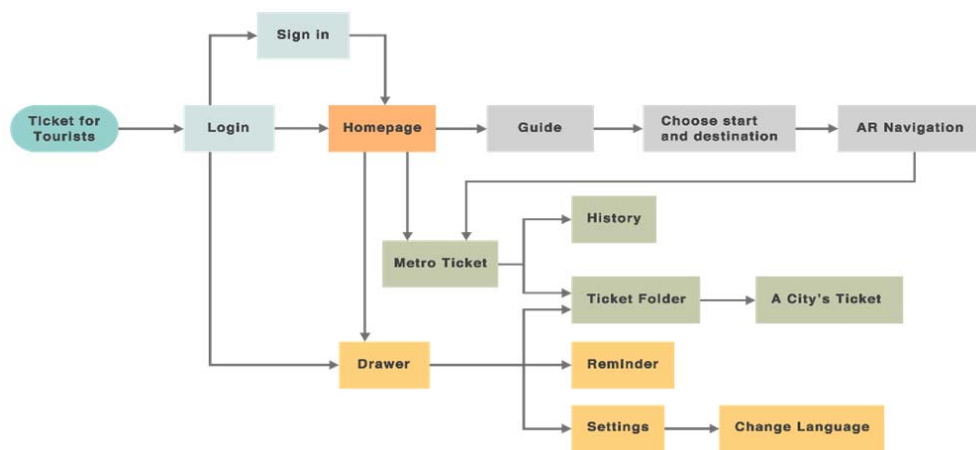 Sign in
Ticket for
Tourists
Login
Homepage
Guide
Choose start
and destination
AR Navigation
History
Metro Ticket
Ticket Folder
A City's Ticket
Drawer
RemInder
Settings
Change Language